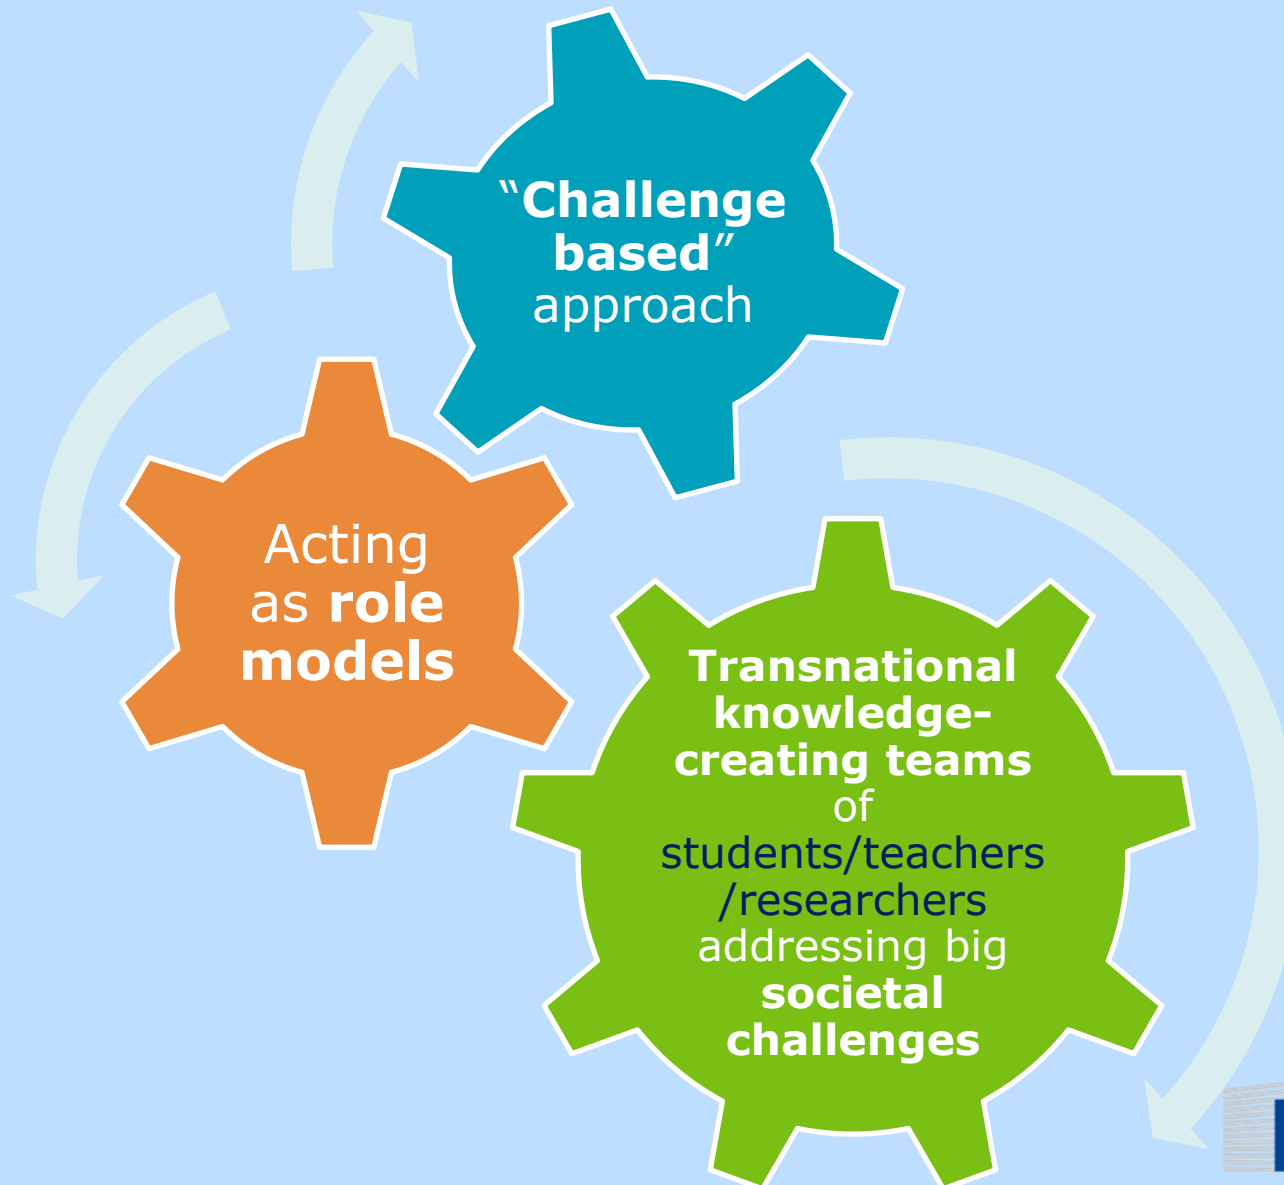 “Challenge
based”
approach
Acting
as role
models
Transnational
knowledge-
creating teams
of
students/teachers
/researchers
addressing big
societal
challenges